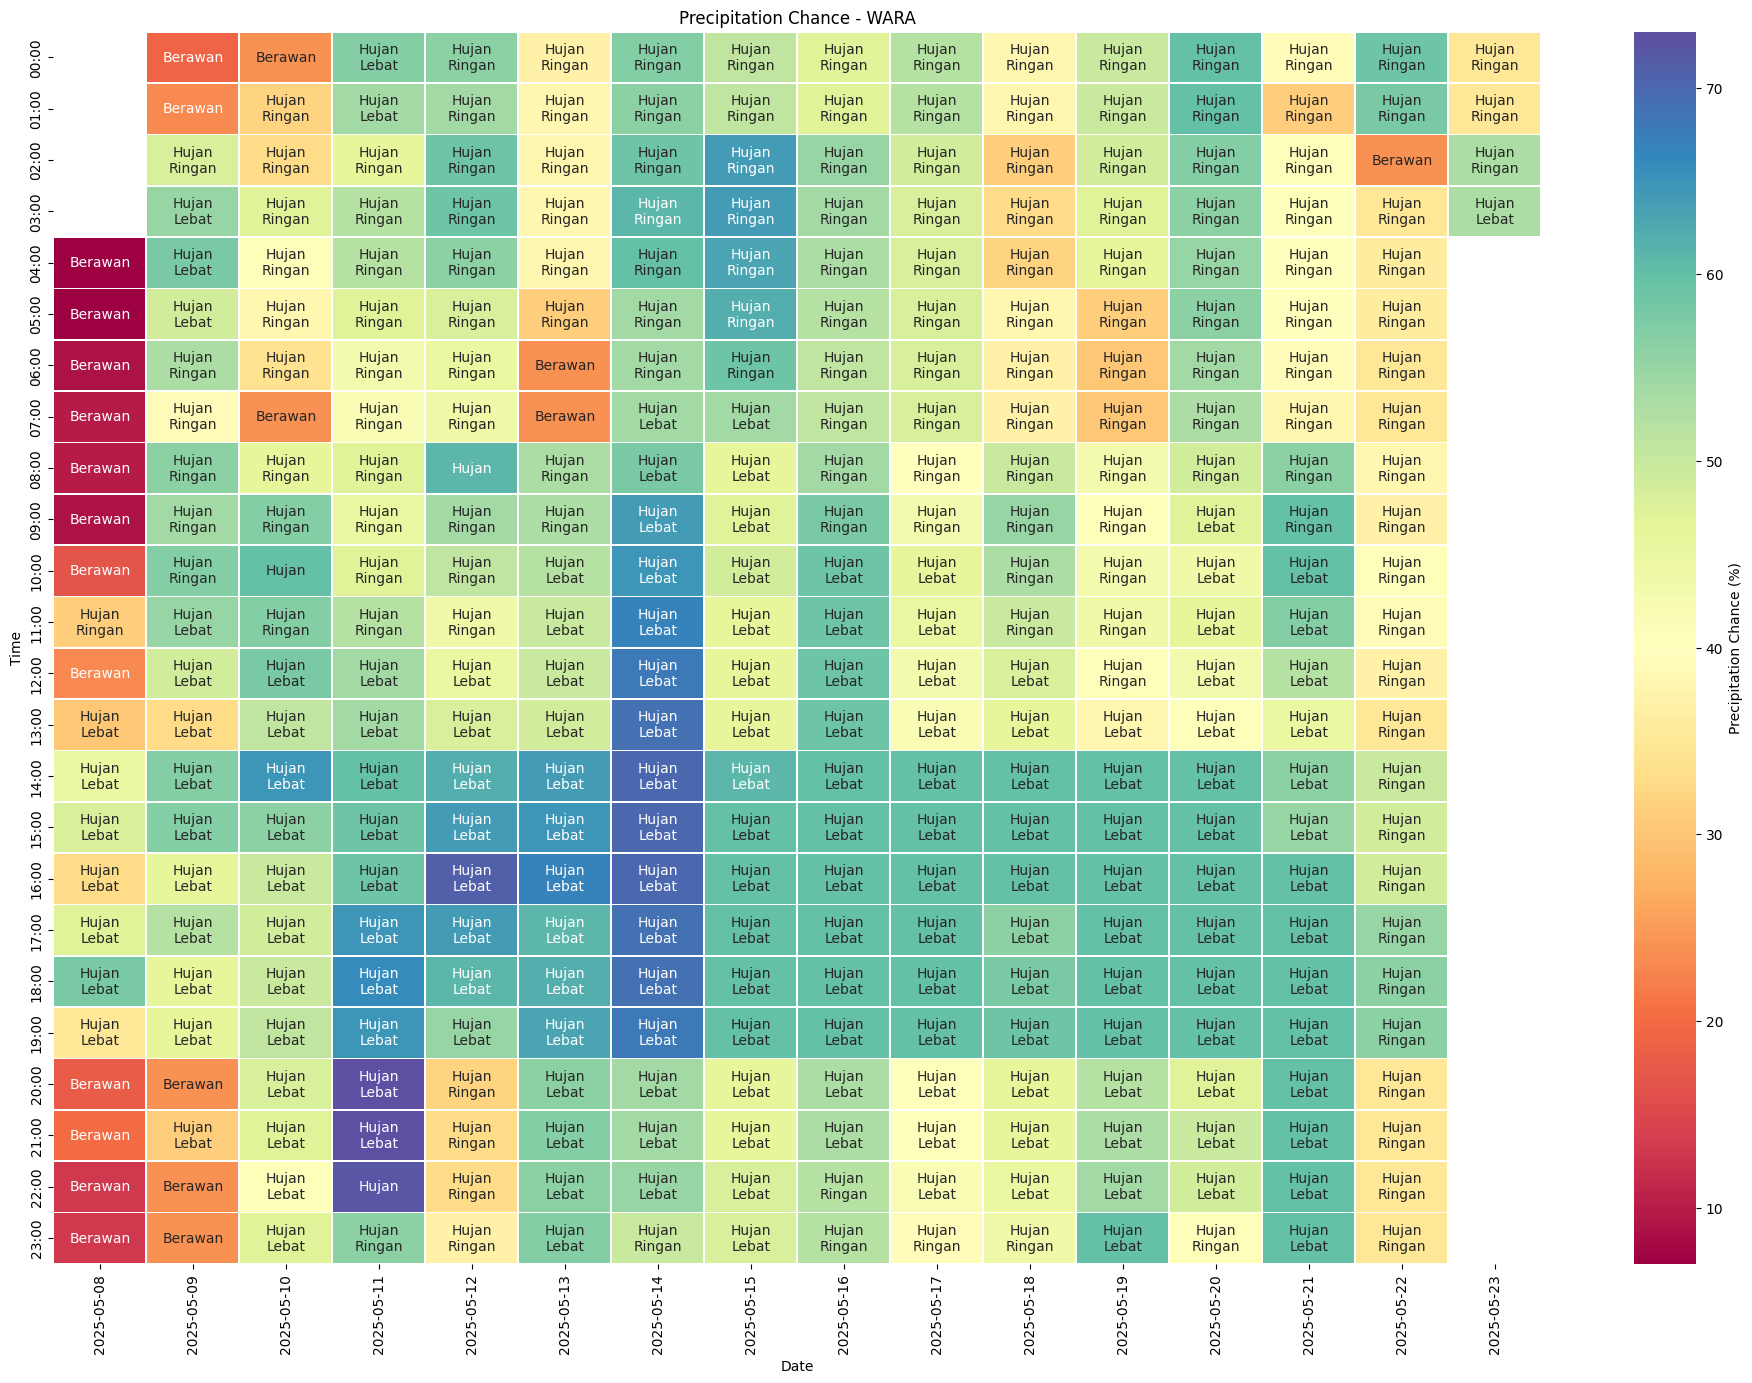 Precipitation Chance - WARA
00:00 Berawan Berawan Hujan Lebat Hujan Ringan Hujan Ringan Hujan Ringan Hujan Ringan Hujan Ringan Hujan Ringan Hujan Ringan Hujan Ringan Hujan Ringan Hujan Ringan Hujan Ringan Hujan Ringan
01:00 Berawan Hujan Ringan Hujan Lebat Hujan Ringan Hujan Ringan Hujan Ringan Hujan Ringan Hujan Ringan Hujan Ringan Hujan Ringan Hujan Ringan Hujan Ringan Hujan Ringan Hujan Ringan Hujan Ringan
02:00 Hujan Ringan Hujan Ringan Hujan Ringan Hujan Ringan Hujan Ringan Hujan Ringan Hujan Ringan Hujan Ringan Hujan Ringan Hujan Ringan Hujan Ringan Hujan Ringan Hujan Ringan Berawan Hujan Ringan
03:00 Hujan Lebat Hujan Ringan Hujan Ringan Hujan Ringan Hujan Ringan Hujan Ringan Hujan Ringan Hujan Ringan Hujan Ringan Hujan Ringan Hujan Ringan Hujan Ringan Hujan Ringan Hujan Ringan Hujan Lebat
04:00 Berawan Hujan Lebat Hujan Ringan Hujan Ringan Hujan Ringan Hujan Ringan Hujan Ringan Hujan Ringan Hujan Ringan Hujan Ringan Hujan Ringan Hujan Ringan Hujan Ringan Hujan Ringan Hujan Ringan
05:00 Berawan Hujan Lebat Hujan Ringan Hujan Ringan Hujan Ringan Hujan Ringan Hujan Ringan Hujan Ringan Hujan Ringan Hujan Ringan Hujan Ringan Hujan Ringan Hujan Ringan Hujan Ringan Hujan Ringan
06:00 Berawan Hujan Ringan Hujan Ringan Hujan Ringan Hujan Ringan Berawan Hujan Ringan Hujan Ringan Hujan Ringan Hujan Ringan Hujan Ringan Hujan Ringan Hujan Ringan Hujan Ringan Hujan Ringan
07:00 Berawan Hujan Ringan Berawan Hujan Ringan Hujan Ringan Berawan Hujan Lebat Hujan Lebat Hujan Ringan Hujan Ringan Hujan Ringan Hujan Ringan Hujan Ringan Hujan Ringan Hujan Ringan
08:00 Berawan Hujan Ringan Hujan Ringan Hujan Ringan Hujan Hujan Ringan Hujan Lebat Hujan Lebat Hujan Ringan Hujan Ringan Hujan Ringan Hujan Ringan Hujan Ringan Hujan Ringan Hujan Ringan
09:00 Berawan Hujan Ringan Hujan Ringan Hujan Ringan Hujan Ringan Hujan Ringan Hujan Lebat Hujan Lebat Hujan Ringan Hujan Ringan Hujan Ringan Hujan Ringan Hujan Lebat Hujan Ringan Hujan Ringan
10:00 Berawan Hujan Ringan Hujan Hujan Ringan Hujan Ringan Hujan Lebat Hujan Lebat Hujan Lebat Hujan Lebat Hujan Lebat Hujan Ringan Hujan Ringan Hujan Lebat Hujan Lebat Hujan Ringan
11:00 Hujan Ringan Hujan Lebat Hujan Ringan Hujan Ringan Hujan Ringan Hujan Lebat Hujan Lebat Hujan Lebat Hujan Lebat Hujan Lebat Hujan Ringan Hujan Ringan Hujan Lebat Hujan Lebat Hujan Ringan
12:00 Berawan Hujan Lebat Hujan Lebat Hujan Lebat Hujan Lebat Hujan Lebat Hujan Lebat Hujan Lebat Hujan Lebat Hujan Lebat Hujan Lebat Hujan Ringan Hujan Lebat Hujan Lebat Hujan Ringan
13:00 Hujan Lebat Hujan Lebat Hujan Lebat Hujan Lebat Hujan Lebat Hujan Lebat Hujan Lebat Hujan Lebat Hujan Lebat Hujan Lebat Hujan Lebat Hujan Lebat Hujan Lebat Hujan Lebat Hujan Ringan
14:00 Hujan Lebat Hujan Lebat Hujan Lebat Hujan Lebat Hujan Lebat Hujan Lebat Hujan Lebat Hujan Lebat Hujan Lebat Hujan Lebat Hujan Lebat Hujan Lebat Hujan Lebat Hujan Lebat Hujan Ringan
15:00 Hujan Lebat Hujan Lebat Hujan Lebat Hujan Lebat Hujan Lebat Hujan Lebat Hujan Lebat Hujan Lebat Hujan Lebat Hujan Lebat Hujan Lebat Hujan Lebat Hujan Lebat Hujan Lebat Hujan Ringan
16:00 Hujan Lebat Hujan Lebat Hujan Lebat Hujan Lebat Hujan Lebat Hujan Lebat Hujan Lebat Hujan Lebat Hujan Lebat Hujan Lebat Hujan Lebat Hujan Lebat Hujan Lebat Hujan Lebat Hujan Ringan
17:00 Hujan Lebat Hujan Lebat Hujan Lebat Hujan Lebat Hujan Lebat Hujan Lebat Hujan Lebat Hujan Lebat Hujan Lebat Hujan Lebat Hujan Lebat Hujan Lebat Hujan Lebat Hujan Lebat Hujan Ringan
18:00 Hujan Lebat Hujan Lebat Hujan Lebat Hujan Lebat Hujan Lebat Hujan Lebat Hujan Lebat Hujan Lebat Hujan Lebat Hujan Lebat Hujan Lebat Hujan Lebat Hujan Lebat Hujan Lebat Hujan Ringan
19:00 Hujan Lebat Hujan Lebat Hujan Lebat Hujan Lebat Hujan Lebat Hujan Lebat Hujan Lebat Hujan Lebat Hujan Lebat Hujan Lebat Hujan Lebat Hujan Lebat Hujan Lebat Hujan Lebat Hujan Ringan
20:00 Berawan Berawan Hujan Lebat Hujan Lebat Hujan Ringan Hujan Lebat Hujan Lebat Hujan Lebat Hujan Lebat Hujan Lebat Hujan Lebat Hujan Lebat Hujan Lebat Hujan Lebat Hujan Ringan
21:00 Berawan Hujan Lebat Hujan Lebat Hujan Lebat Hujan Ringan Hujan Lebat Hujan Lebat Hujan Lebat Hujan Lebat Hujan Lebat Hujan Lebat Hujan Lebat Hujan Lebat Hujan Lebat Hujan Ringan
22:00 Berawan Berawan Hujan Lebat Hujan Hujan Ringan Hujan Lebat Hujan Lebat Hujan Lebat Hujan Ringan Hujan Lebat Hujan Lebat Hujan Lebat Hujan Lebat Hujan Lebat Hujan Ringan
23:00 Berawan Berawan Hujan Lebat Hujan Ringan Hujan Ringan Hujan Lebat Hujan Ringan Hujan Lebat Hujan Ringan Hujan Ringan Hujan Ringan Hujan Lebat Hujan Ringan Hujan Lebat Hujan Ringan
Time
2025-05-08 2025-05-09 2025-05-10 2025-05-11 2025-05-12 2025-05-13 2025-05-14 2025-05-15 2025-05-16 2025-05-17 2025-05-18 2025-05-19 2025-05-20 2025-05-21 2025-05-22 2025-05-23
Date
70
60
50
40
30
20
10
Precipitation Chance (%)